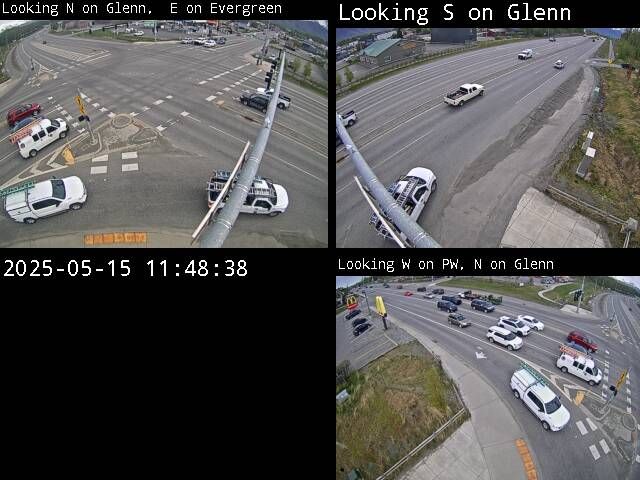 Looking N on Glenn,  E on Evergreen
Looking S on Glenn
2025-05-15 11:48:38
Looking W on PW, N on Glenn